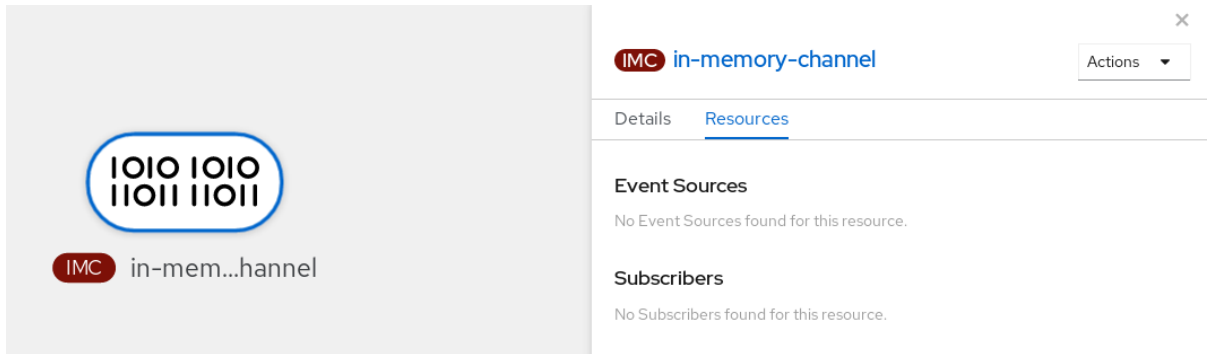 1010 1010
11011 11011
IMC in-mem...hannel
×
IMC in-memory-channel
Actions
Details Resources
Event Sources
No Event Sources found for this resource.
Subscribers
No Subscribers found for this resource.